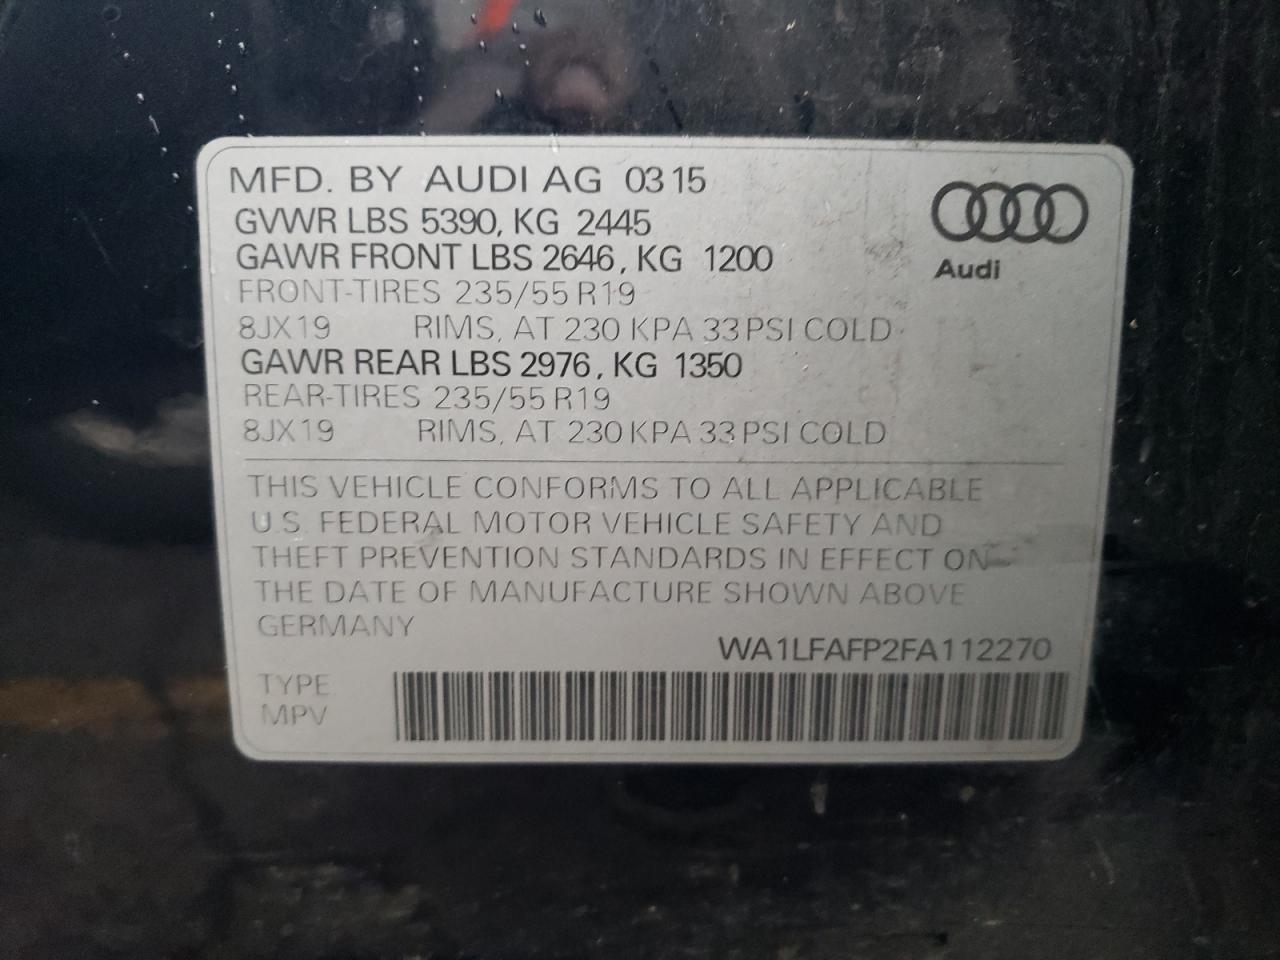 MFD. BY AUDI AG 03 15
GVWR LBS 5390, KG 2445
GAWR FRONT LBS 2646, KG 1200
FRONT-TIRES 235/55 R19
8JX19 RIMS, AT 230 KPA 33 PSI COLD
GAWR REAR LBS 2976, KG 1350
REAR-TIRES 235/55 R19
8JX19 RIMS, AT 230 KPA 33 PSI COLD
Audi
THIS VEHICLE CONFORMS TO ALL APPLICABLE
U.S. FEDERAL MOTOR VEHICLE SAFETY AND
THEFT PREVENTION STANDARDS IN EFFECT ON
THE DATE OF MANUFACTURE SHOWN ABOVE
GERMANY
WA1LFAFP2FA112270
TYPE
MPV